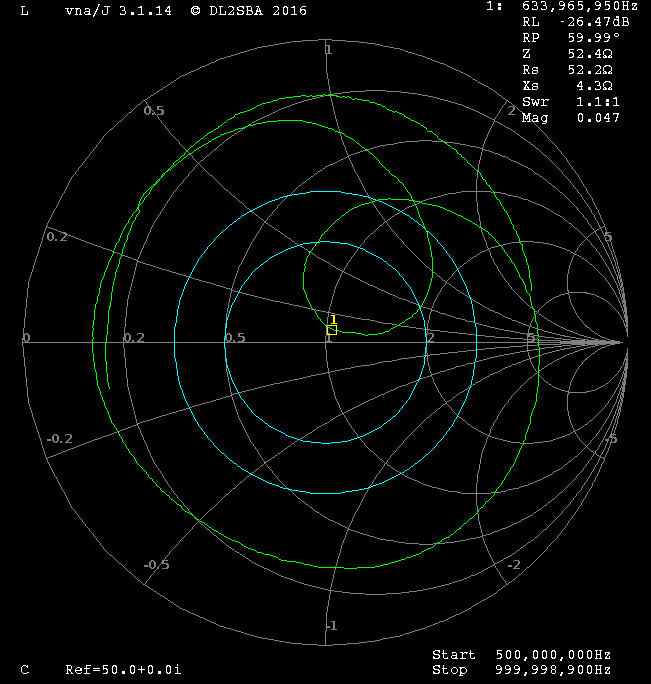 L vna/J 3.1.14 © DL2SBA 2016 1: 633,965,950Hz
RL -26.47dB
RP 59.99°
Z 52.4Ω
Rs 52.2Ω
Xs 4.3Ω
Swr 1.1:1
Mag 0.047
1
0.5 2
0.2 5
1
0 0.2 0.5 1 2 5
-0.2 -5
-0.5 -2
-1
Start 500,000,000Hz
C Ref=50.0+0.0i Stop 999,998,900Hz